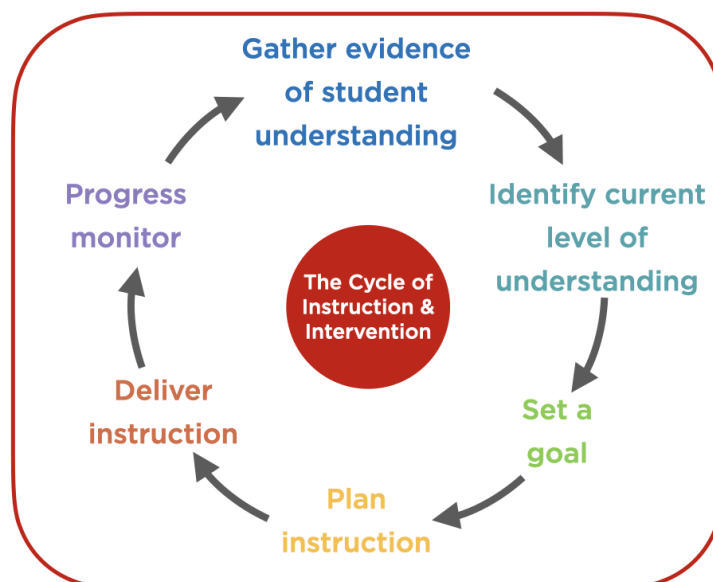 Gather evidence
of student
understanding
Identify current
level of
understanding
Set a
goal
Plan
instruction
Deliver
instruction
Progress
monitor
The Cycle of
Instruction &
Intervention